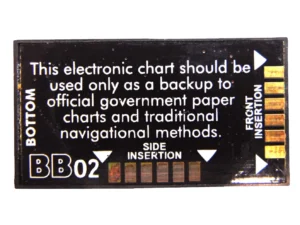 This electronic chart should be
used only as a backup to
official government paper
charts and traditional
navigational methods.
BOTTOM
FRONT
INSERTION
BB02
SIDE
INSERTION